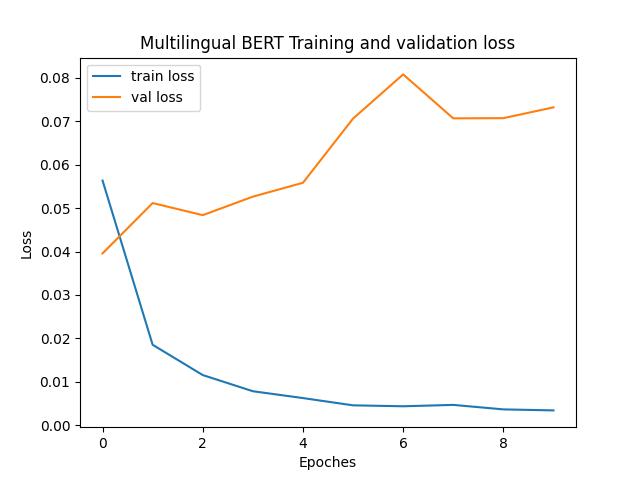 Multilingual BERT Training and validation loss
train loss
val loss
0.08
0.07
0.06
0.05
0.04
0.03
0.02
0.01
0.00
Loss
0 2 4 6 8
Epoches